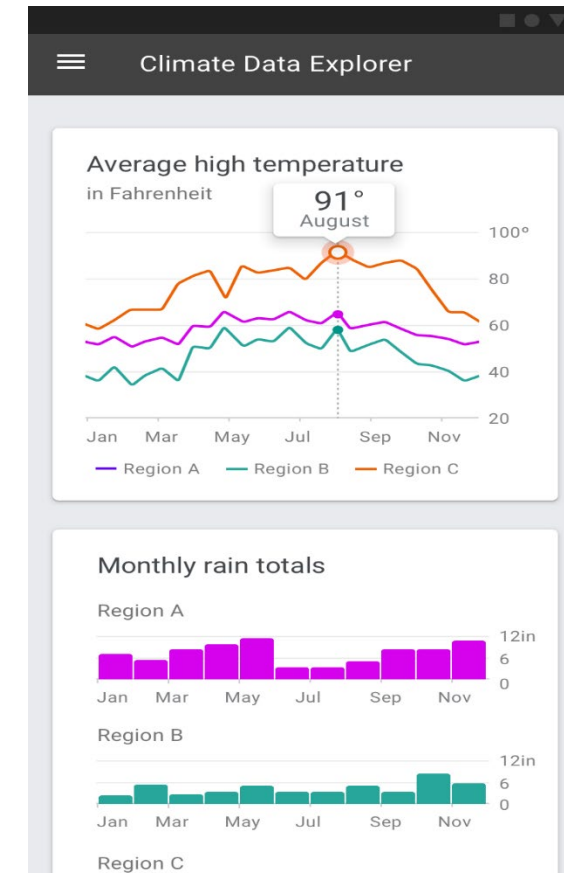 Climate Data Explorer
Average high temperature
in Fahrenheit
91°
August
100°
80
60
40
20
Jan Mar May Jul Sep Nov
Region A Region B Region C
Monthly rain totals
Region A
12in
6
0
Jan Mar May Jul Sep Nov
Region B
12in
6
0
Jan Mar May Jul Sep Nov
Region C